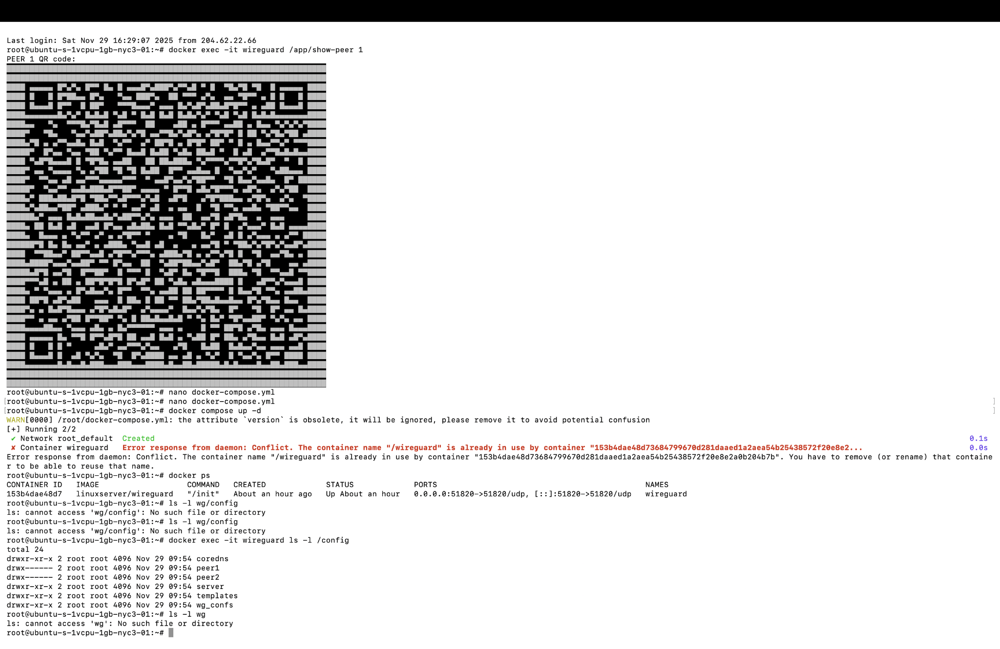 Last login: Sat Nov 29 16:29:07 2025 from 204.62.22.66
root@ubuntu-s-1vcpu-1gb-nyc3-01:~# docker exec -it wireguard /app/show-peer 1
PEER 1 QR code:
root@ubuntu-s-1vcpu-1gb-nyc3-01:~# nano docker-compose.yml
[root@ubuntu-s-1vcpu-1gb-nyc3-01:~# nano docker-compose.yml ]
[root@ubuntu-s-1vcpu-1gb-nyc3-01:~# docker compose up -d ]
WARN[0000] /root/docker-compose.yml: the attribute `version` is obsolete, it will be ignored, please remove it to avoid potential confusion
[+] Running 2/2
✔ Network root_default Created 0.1s
✘ Container wireguard Error response from daemon: Conflict. The container name "/wireguard" is already in use by container "153b4dae48d73684799670d281daaed1a2aea54b25438572f20e8e2... 0.0s
Error response from daemon: Conflict. The container name "/wireguard" is already in use by container "153b4dae48d73684799670d281daaed1a2aea54b25438572f20e8e2a0b204b7b". You have to remove (or rename) that containe
r to be able to reuse that name.
root@ubuntu-s-1vcpu-1gb-nyc3-01:~# docker ps
CONTAINER ID IMAGE COMMAND CREATED STATUS PORTS NAMES
153b4dae48d7 linuxserver/wireguard "/init" About an hour ago Up About an hour 0.0.0.0:51820->51820/udp, [::]:51820->51820/udp wireguard
root@ubuntu-s-1vcpu-1gb-nyc3-01:~# ls -l wg/config
ls: cannot access 'wg/config': No such file or directory
root@ubuntu-s-1vcpu-1gb-nyc3-01:~# ls -l wg/config
ls: cannot access 'wg/config': No such file or directory
root@ubuntu-s-1vcpu-1gb-nyc3-01:~# docker exec -it wireguard ls -l /config
total 24
drwxr-xr-x 2 root root 4096 Nov 29 09:54 coredns
drwx------ 2 root root 4096 Nov 29 09:54 peer1
drwx------ 2 root root 4096 Nov 29 09:54 peer2
drwxr-xr-x 2 root root 4096 Nov 29 09:54 server
drwxr-xr-x 2 root root 4096 Nov 29 09:54 templates
drwxr-xr-x 2 root root 4096 Nov 29 09:54 wg_confs
root@ubuntu-s-1vcpu-1gb-nyc3-01:~# ls -l wg
ls: cannot access 'wg': No such file or directory
root@ubuntu-s-1vcpu-1gb-nyc3-01:~#